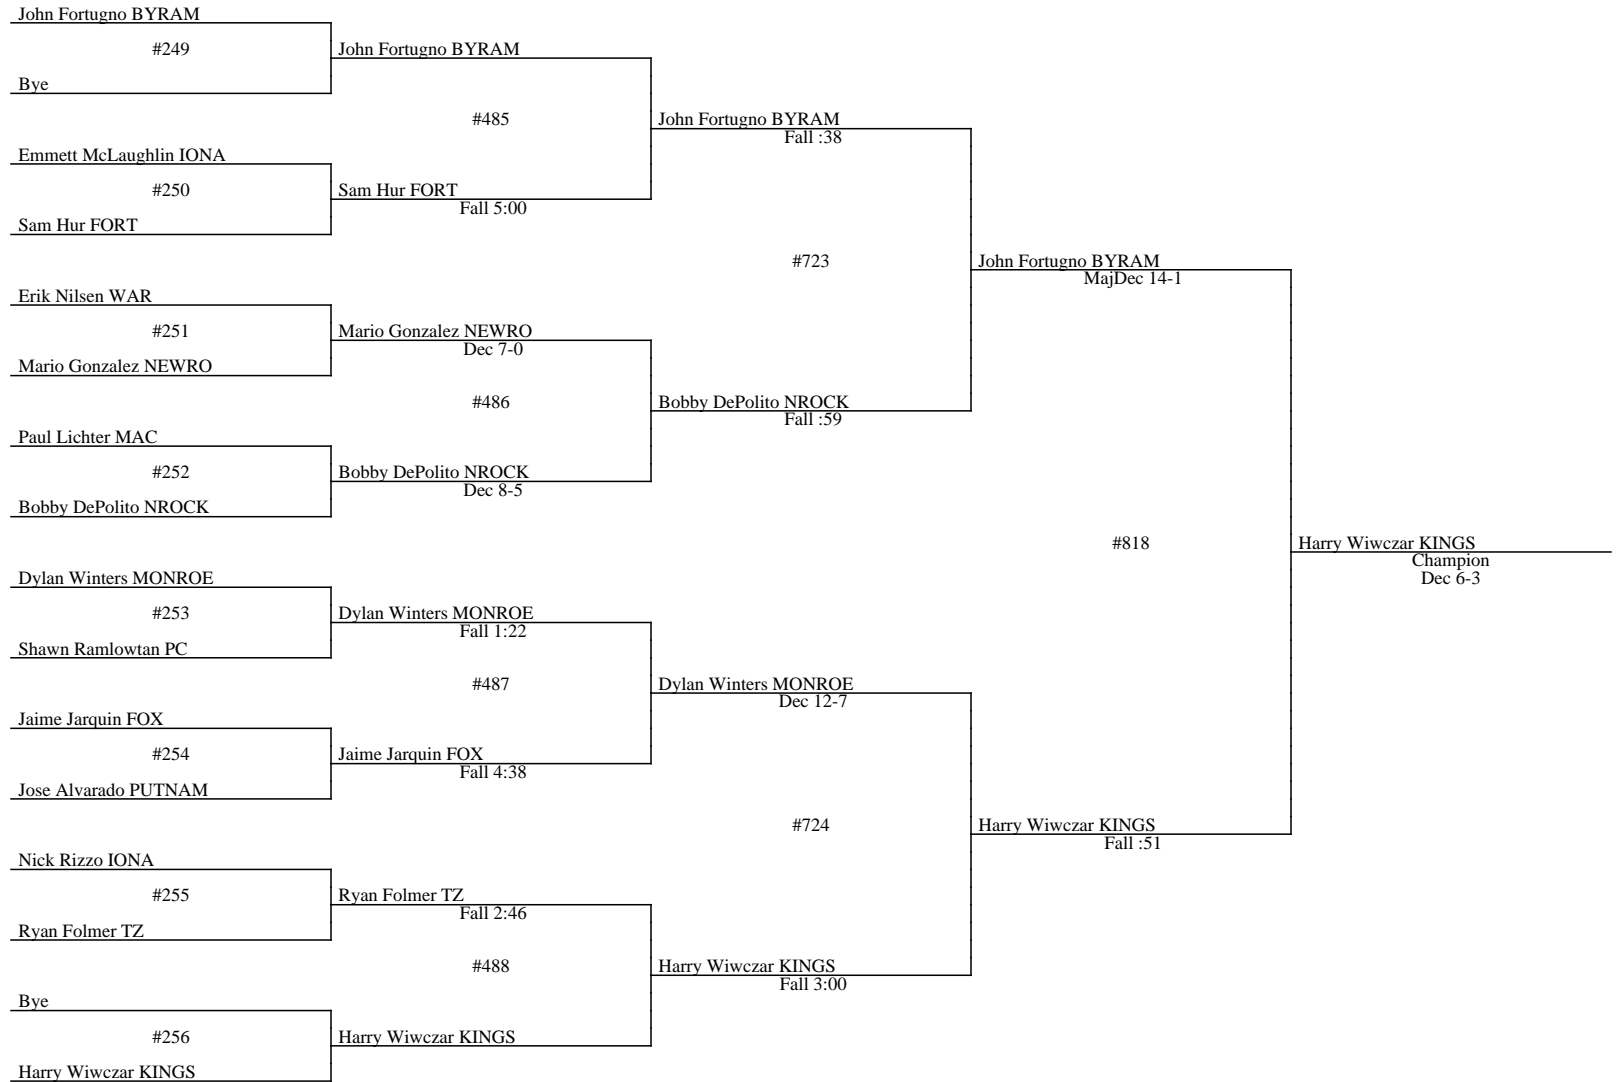 John Fortugno BYRAM
#249
Bye
John Fortugno BYRAM
#485
Emmett McLaughlin IONA
#250
Sam Hur FORT
Sam Hur FORT
Fall 5:00
John Fortugno BYRAM
Fall :38
#723
Erik Nilsen WAR
#251
Mario Gonzalez NEWRO
Mario Gonzalez NEWRO
Dec 7-0
#486
Paul Lichter MAC
#252
Bobby DePolito NROCK
Bobby DePolito NROCK
Dec 8-5
Bobby DePolito NROCK
Fall :59
John Fortugno BYRAM
MajDec 14-1
#818
Dylan Winters MONROE
#253
Shawn Ramlowtan PC
Dylan Winters MONROE
Fall 1:22
#487
Jaime Jarquin FOX
#254
Jose Alvarado PUTNAM
Jaime Jarquin FOX
Fall 4:38
Dylan Winters MONROE
Dec 12-7
#724
Nick Rizzo IONA
#255
Ryan Folmer TZ
Ryan Folmer TZ
Fall 2:46
#488
Bye
#256
Harry Wiwczar KINGS
Harry Wiwczar KINGS
Harry Wiwczar KINGS
Fall 3:00
Harry Wiwczar KINGS
Fall :51
Harry Wiwczar KINGS
Champion
Dec 6-3